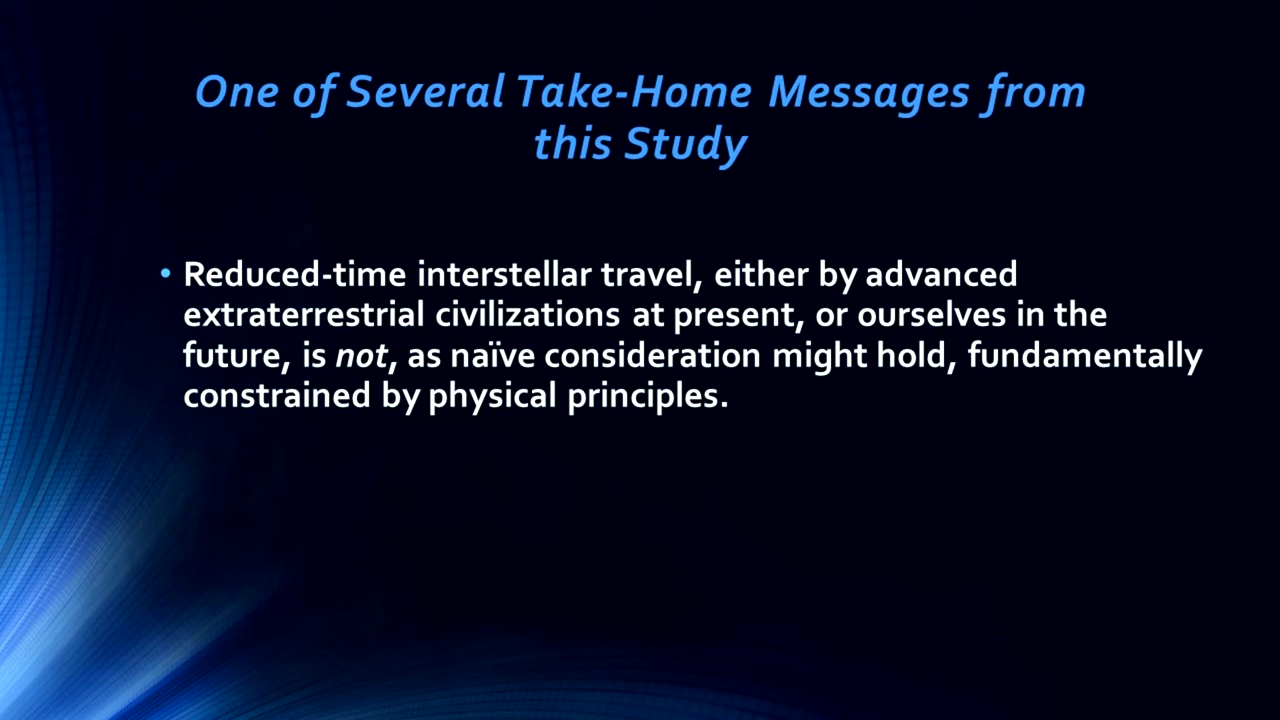 One of Several Take-Home Messages from
this Study
• Reduced-time interstellar travel, either by advanced
extraterrestrial civilizations at present, or ourselves in the
future, is not, as naïve consideration might hold, fundamentally
constrained by physical principles.